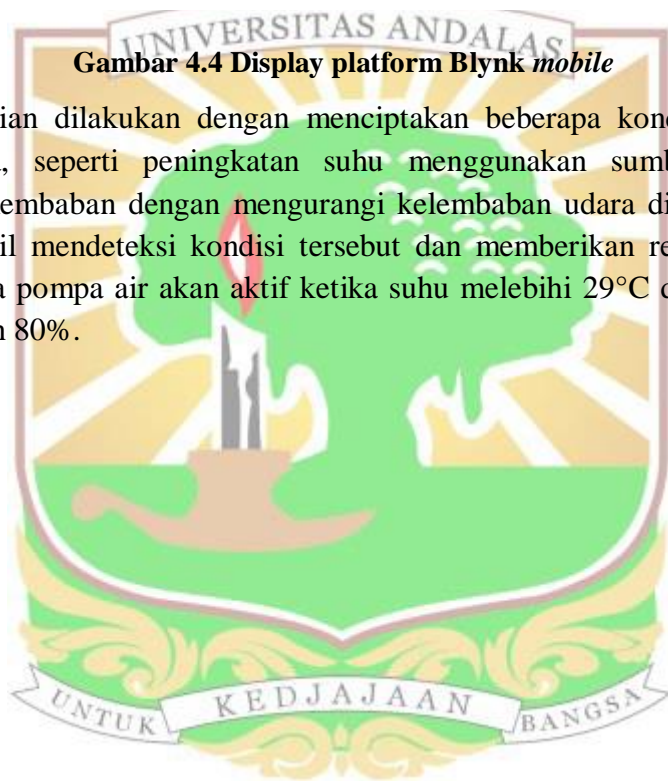 UNIVERSITAS ANDALAS
Gambar 4.4 Display platform Blynk mobile
ian dilakukan dengan menciptakan beberapa kond
, seperti peningkatan suhu menggunakan sumb
embaban dengan mengurangi kelembaban udara di
il mendeteksi kondisi tersebut dan memberikan re
a pompa air akan aktif ketika suhu melebihi 29°C d
n 80%.
UNTUK KEDJAJAAN BANGSA